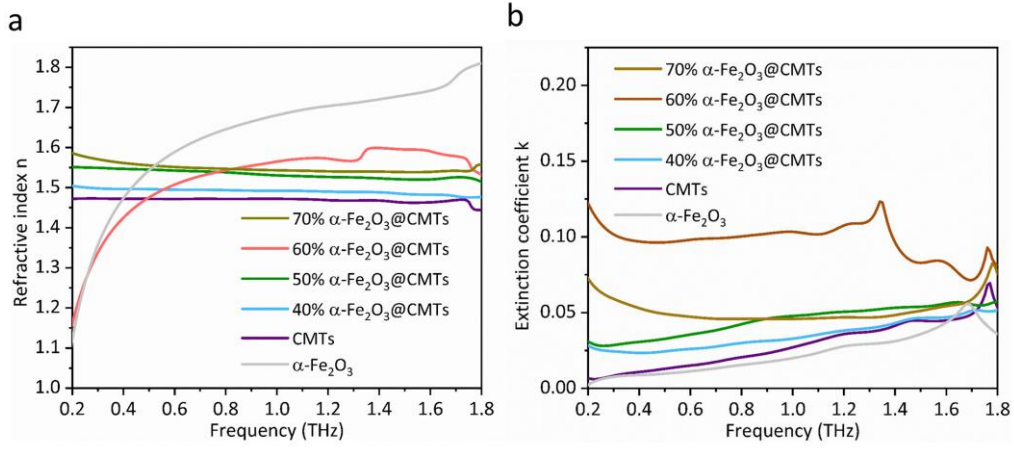 a
Refractive index n
1.8
1.7
1.6
1.5
1.4
1.3
1.2
1.1
1.0
0.2 0.4 0.6 0.8 1.0 1.2 1.4 1.6 1.8
Frequency (THz)
70% α-Fe₂O₃@CMTs
60% α-Fe₂O₃@CMTs
50% α-Fe₂O₃@CMTs
40% α-Fe₂O₃@CMTs
CMTs
α-Fe₂O₃
b
Extinction coefficient k
0.20
0.15
0.10
0.05
0.00
0.2 0.4 0.6 0.8 1.0 1.2 1.4 1.6 1.8
Frequency (THz)
70% α-Fe₂O₃@CMTs
60% α-Fe₂O₃@CMTs
50% α-Fe₂O₃@CMTs
40% α-Fe₂O₃@CMTs
CMTs
α-Fe₂O₃